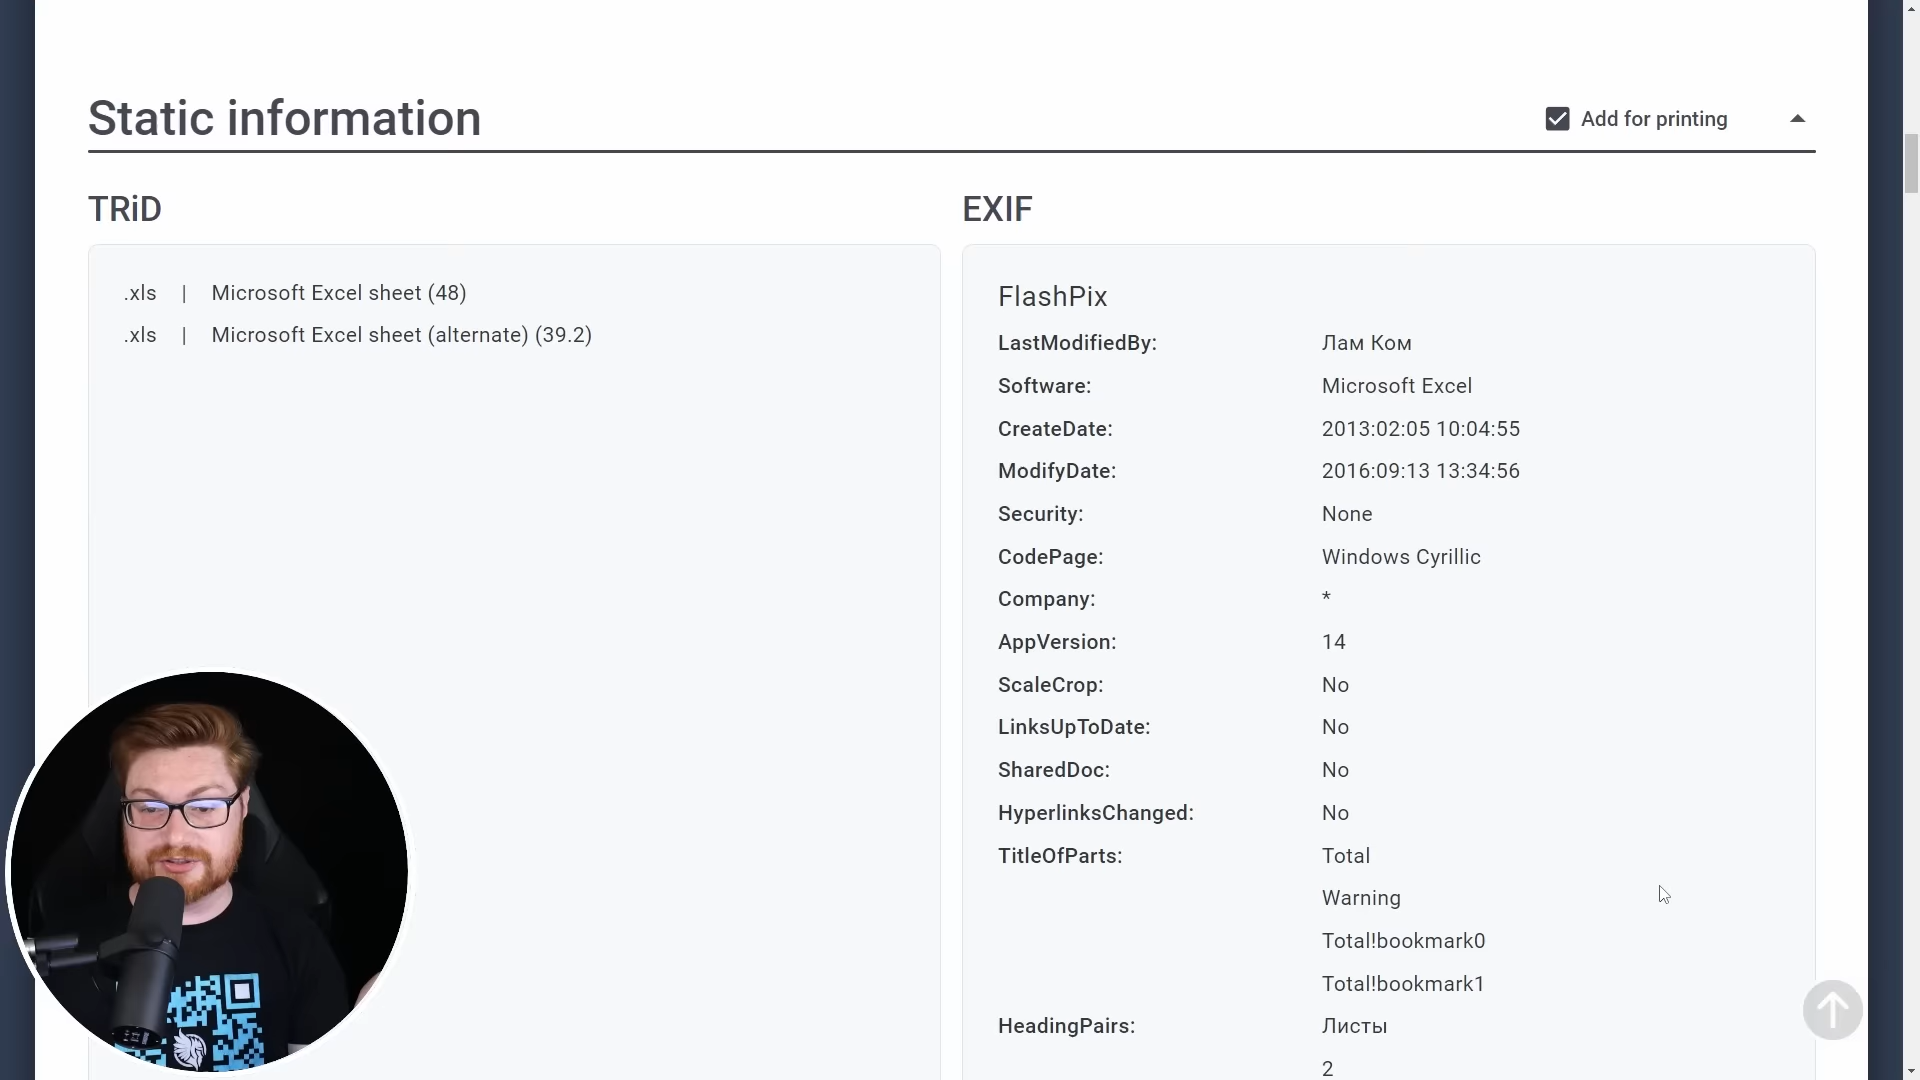 Static information
Add for printing
TRiD
EXIF
.xls | Microsoft Excel sheet (48)
.xls | Microsoft Excel sheet (alternate) (39.2)
FlashPix
LastModifiedBy: Лам Ком
Software: Microsoft Excel
CreateDate: 2013:02:05 10:04:55
ModifyDate: 2016:09:13 13:34:56
Security: None
CodePage: Windows Cyrillic
Company: *
AppVersion: 14
ScaleCrop: No
LinksUpToDate: No
SharedDoc: No
HyperlinksChanged: No
TitleOfParts: Total
Warning
Total!bookmark0
Total!bookmark1
HeadingPairs: Листы
2